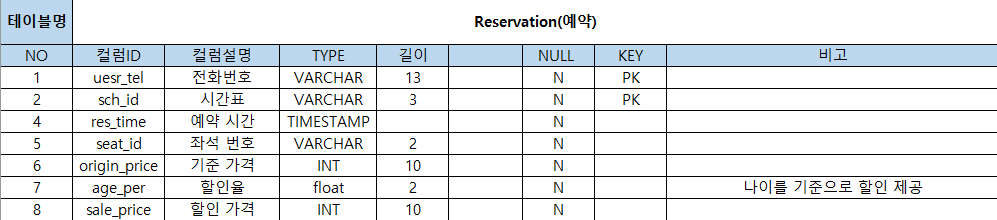 테이블명 Reservation(예약)
NO 컬럼ID 컬럼설명 TYPE 길이 NULL KEY 비고
1 uesr_tel 전화번호 VARCHAR 13 N PK
2 sch_id 시간표 VARCHAR 3 N PK
4 res_time 예약 시간 TIMESTAMP N
5 seat_id 좌석 번호 VARCHAR 2 N
6 origin_price 기준 가격 INT 10 N
7 age_per 할인율 float 2 N 나이를 기준으로 할인 제공
8 sale_price 할인 가격 INT 10 N